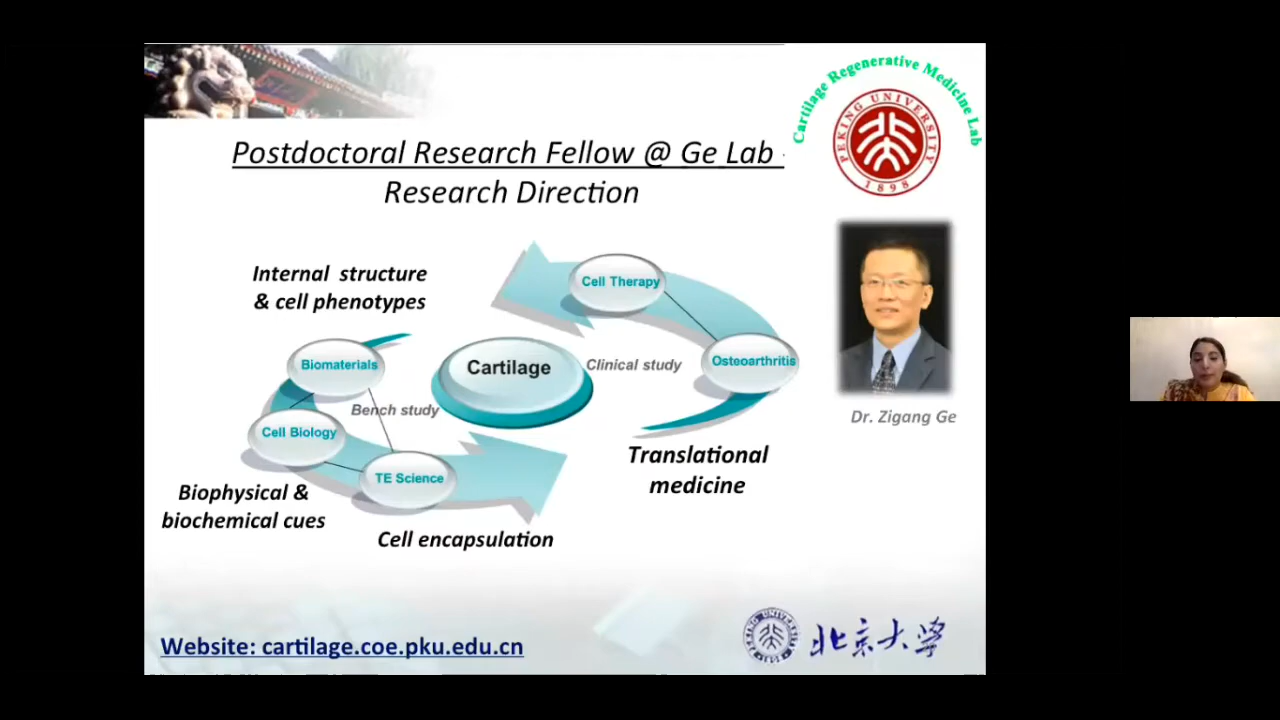 Cartilage Regenerative Medicine Lab
PEKING UNIVERSITY
1898
Postdoctoral Research Fellow @ Ge Lab -
Research Direction
Internal structure
& cell phenotypes
Cell Therapy
Biomaterials
Cartilage
Clinical study
Osteoarthritis
Dr. Zigang Ge
Bench study
Cell Biology
TE Science
Translational
medicine
Biophysical &
biochemical cues
Cell encapsulation
Website: cartilage.coe.pku.edu.cn
北京大学